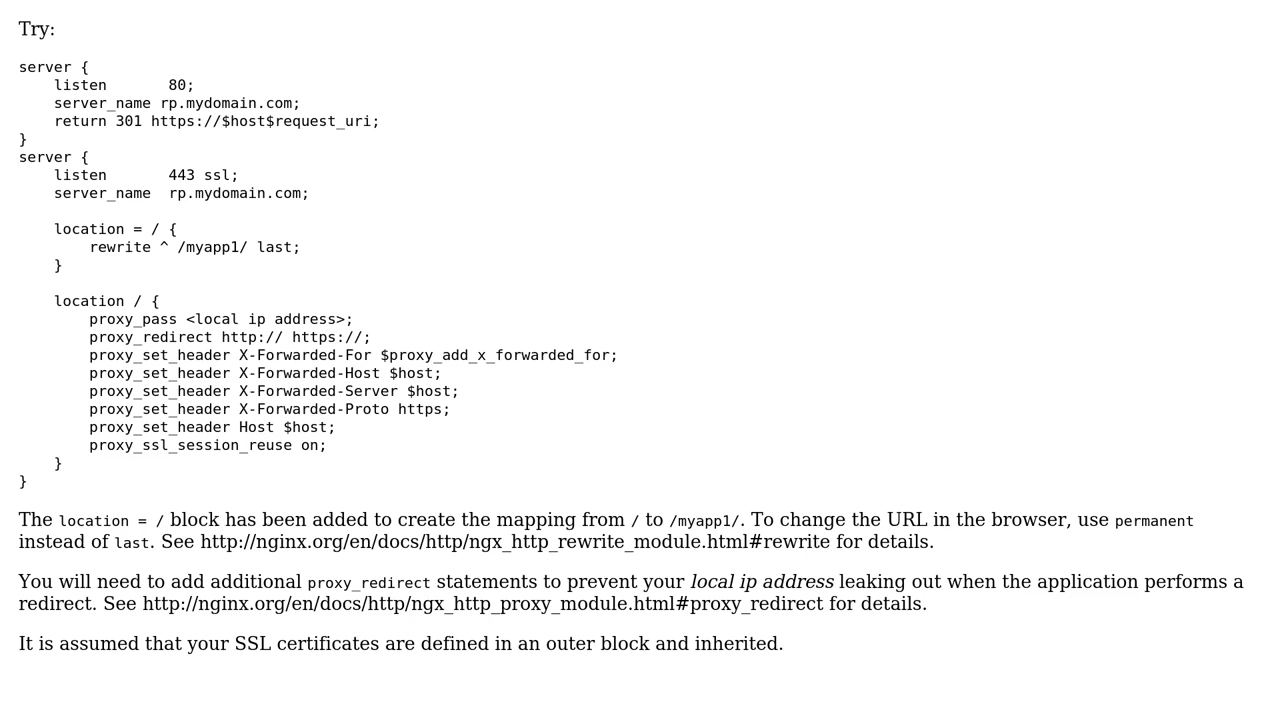 Try:
server {
    listen       80;
    server_name rp.mydomain.com;
    return 301 https://$host$request_uri;
}
server {
    listen       443 ssl;
    server_name  rp.mydomain.com;

    location = / {
        rewrite ^ /myapp1/ last;
    }

    location / {
        proxy_pass <local ip address>;
        proxy_redirect http:// https://;
        proxy_set_header X-Forwarded-For $proxy_add_x_forwarded_for;
        proxy_set_header X-Forwarded-Host $host;
        proxy_set_header X-Forwarded-Server $host;
        proxy_set_header X-Forwarded-Proto https;
        proxy_set_header Host $host;
        proxy_ssl_session_reuse on;
    }
}
The location = / block has been added to create the mapping from / to /myapp1/. To change the URL in the browser, use permanent
instead of last. See http://nginx.org/en/docs/http/ngx_http_rewrite_module.html#rewrite for details.
You will need to add additional proxy_redirect statements to prevent your local ip address leaking out when the application performs a
redirect. See http://nginx.org/en/docs/http/ngx_http_proxy_module.html#proxy_redirect for details.
It is assumed that your SSL certificates are defined in an outer block and inherited.